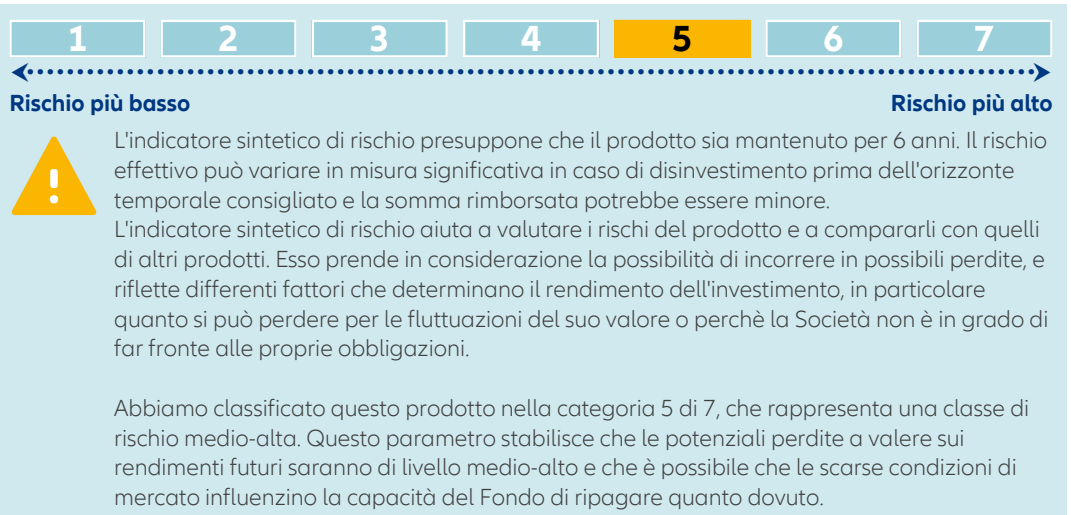 1 2 3 4 5 6 7
Rischio più basso Rischio più alto
L'indicatore sintetico di rischio presuppone che il prodotto sia mantenuto per 6 anni. Il rischio
effettivo può variare in misura significativa in caso di disinvestimento prima dell'orizzonte
temporale consigliato e la somma rimborsata potrebbe essere minore.
L'indicatore sintetico di rischio aiuta a valutare i rischi del prodotto e a compararli con quelli
di altri prodotti. Esso prende in considerazione la possibilità di incorrere in possibili perdite, e
riflette differenti fattori che determinano il rendimento dell'investimento, in particolare
quanto si può perdere per le fluttuazioni del suo valore o perchè la Società non è in grado di
far fronte alle proprie obbligazioni.
Abbiamo classificato questo prodotto nella categoria 5 di 7, che rappresenta una classe di
rischio medio-alta. Questo parametro stabilisce che le potenziali perdite a valere sui
rendimenti futuri saranno di livello medio-alto e che è possibile che le scarse condizioni di
mercato influenzino la capacità del Fondo di ripagare quanto dovuto.